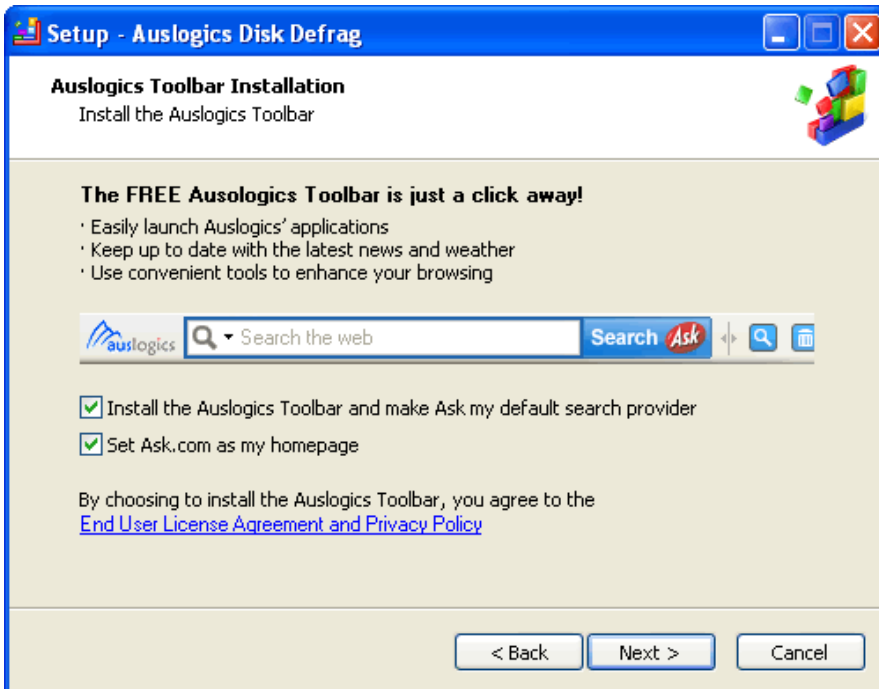 Setup - Auslogics Disk Defrag
Auslogics Toolbar Installation
Install the Auslogics Toolbar
The FREE Ausologics Toolbar is just a click away!
· Easily launch Auslogics' applications
· Keep up to date with the latest news and weather
· Use convenient tools to enhance your browsing
auslogics Search the web Search Ask
Install the Auslogics Toolbar and make Ask my default search provider
Set Ask.com as my homepage
By choosing to install the Auslogics Toolbar, you agree to the
End User License Agreement and Privacy Policy
< Back Next > Cancel